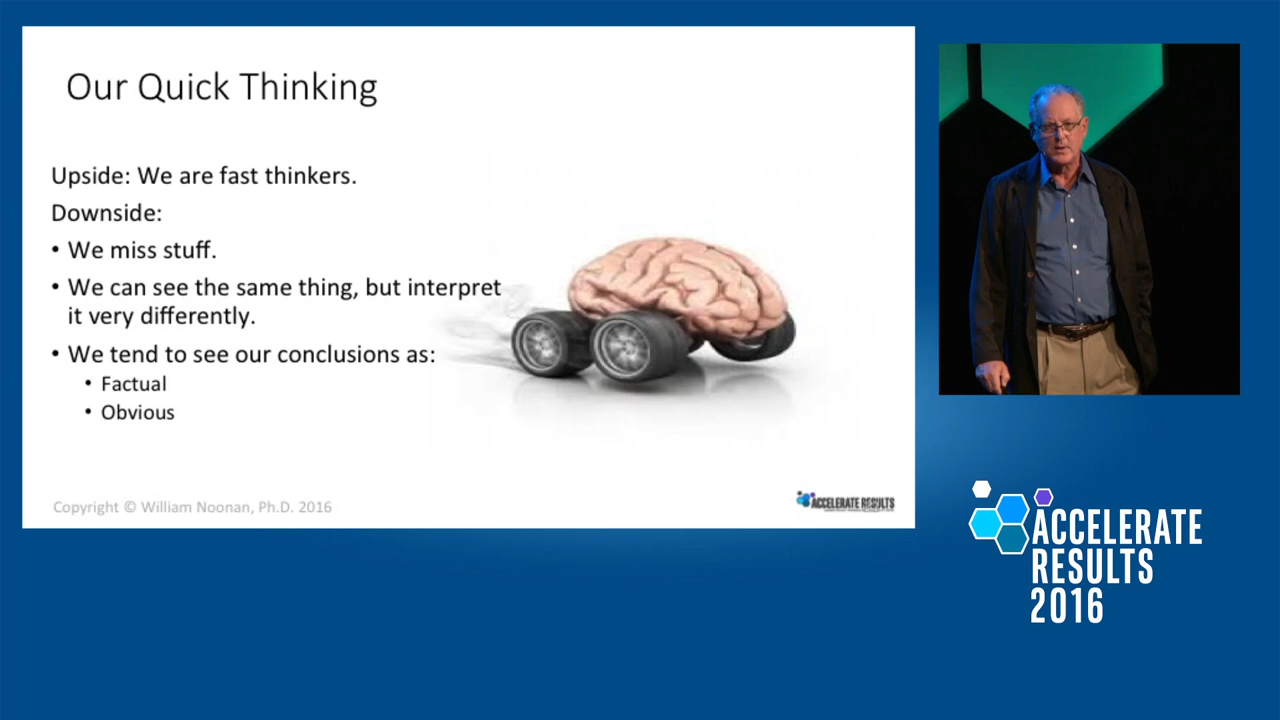 Our Quick Thinking
Upside: We are fast thinkers.
Downside:
• We miss stuff.
• We can see the same thing, but interpret
it very differently.
• We tend to see our conclusions as:
• Factual
• Obvious
Copyright © William Noonan, Ph.D. 2016
ACCELERATE RESULTS
ACCELERATE
RESULTS
2016